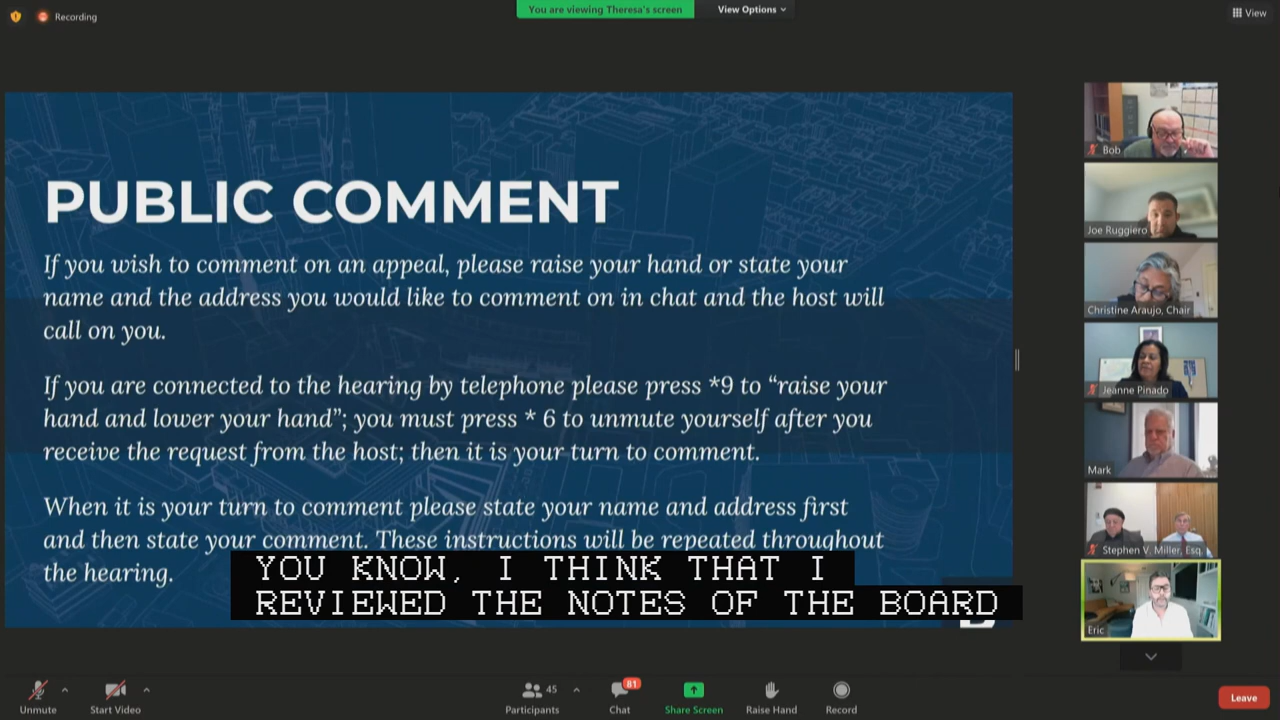 Recording
You are viewing Theresa's screen
View Options
View
PUBLIC COMMENT
If you wish to comment on an appeal, please raise your hand or state your
name and the address you would like to comment on in chat and the host will
call on you.
If you are connected to the hearing by telephone please press *9 to “raise your
hand and lower your hand”; you must press * 6 to unmute yourself after you
receive the request from the host; then it is your turn to comment.
When it is your turn to comment please state your name and address first
and then state your comment. These instructions will be repeated throughout
the hearing.
YOU KNOW, I THINK THAT I
REVIEWED THE NOTES OF THE BOARD
Bob
Joe Ruggiero
Christine Araujo, Chair
Jeanne Pinado
Mark
Stephen V. Miller, Esq.
Eric
Unmute
Start Video
45
Participants
81
Chat
Share Screen
Raise Hand
Record
Leave